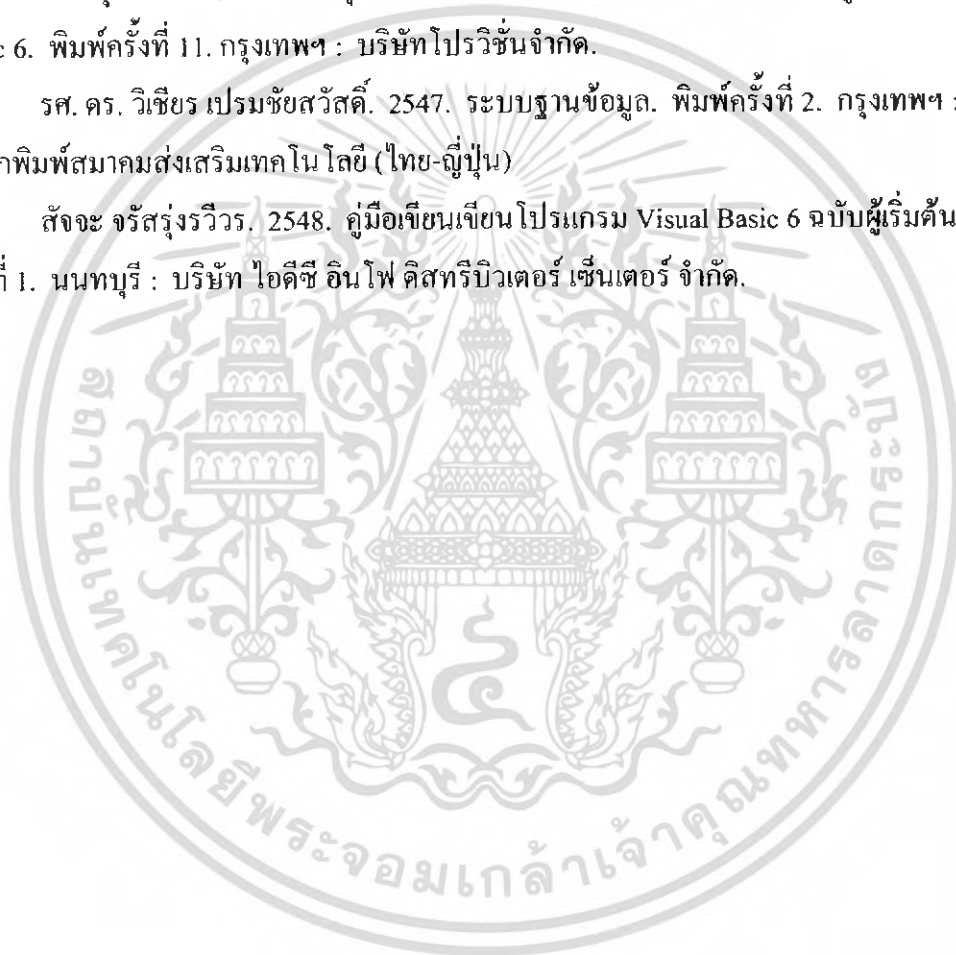 c 6. พิมพ์ครั้งที่ 11. กรุงเทพฯ : บริษัทโปรวิชั่นจำกัด.
รศ. ดร. วิเชียร เปรมชัยสวัสดิ์. 2547. ระบบฐานข้อมูล. พิมพ์ครั้งที่ 2. กรุงเทพฯ :
กพิมพ์สมาคมส่งเสริมเทคโนโลยี (ไทย-ญี่ปุ่น)
สัจจะ จรัสรุ่งรวีวร. 2548. คู่มือเขียนเขียนโปรแกรม Visual Basic 6 ฉบับผู้เริ่มต้น
ที่ 1. นนทบุรี : บริษัท ไอดีซี อินโฟ ดิสทรีบิวเตอร์ เซ็นเตอร์ จำกัด.
สถาบันเทคโนโลยีพระจอมเกล้าเจ้าคุณทหารลาดกระบัง